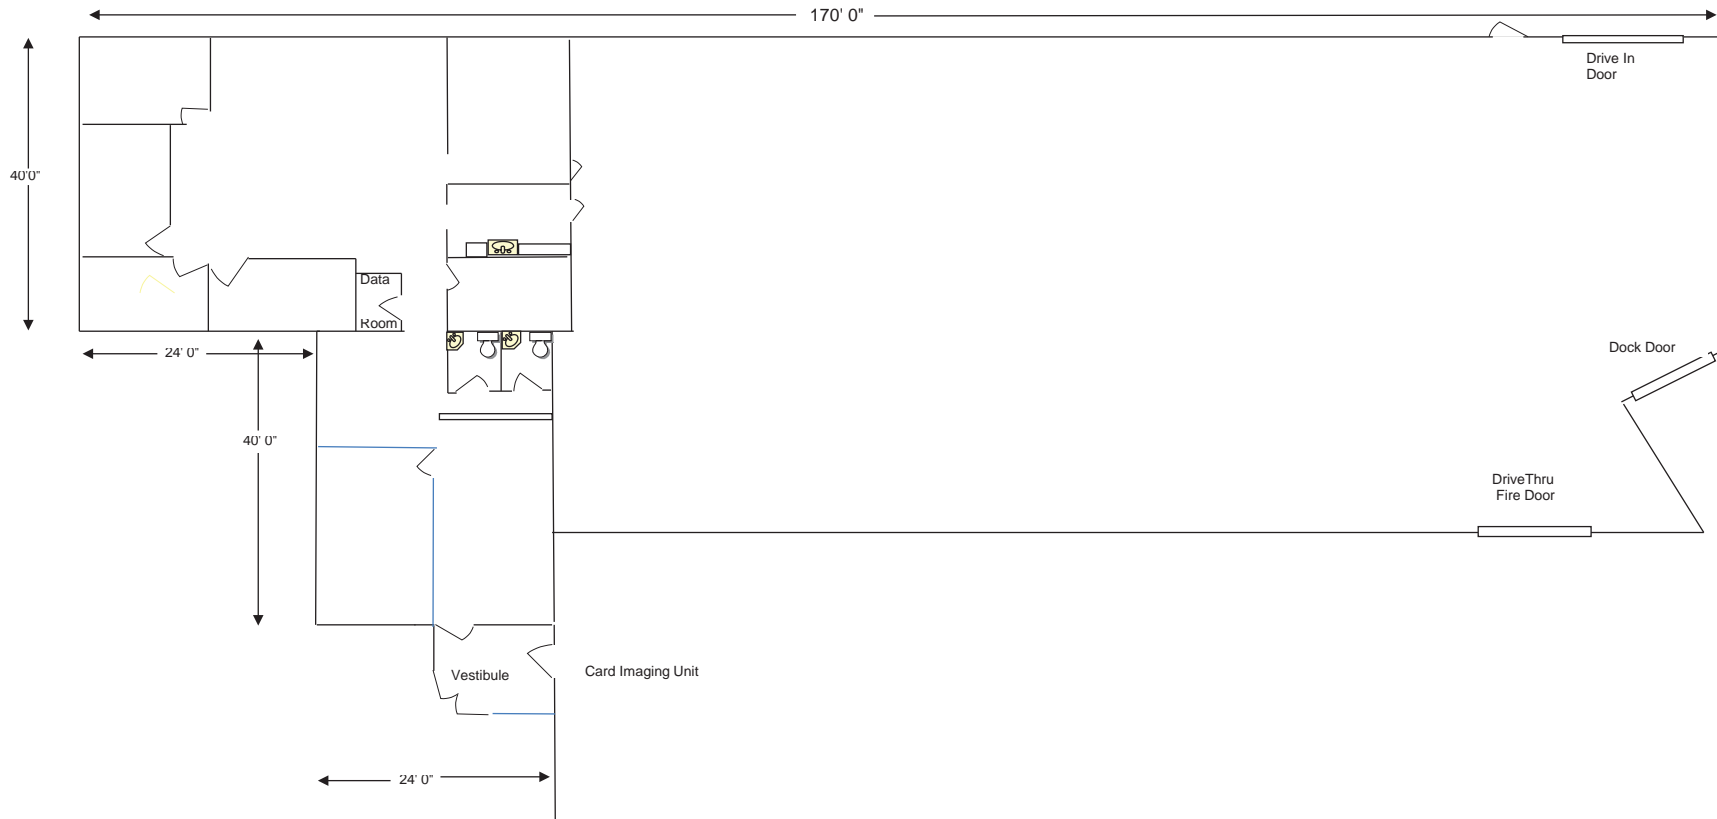 170' 0"
Drive In
Door
40'0"
Data
Room
24' 0"
Dock Door
40' 0"
DriveThru
Fire Door
Vestibule
Card Imaging Unit
24' 0"